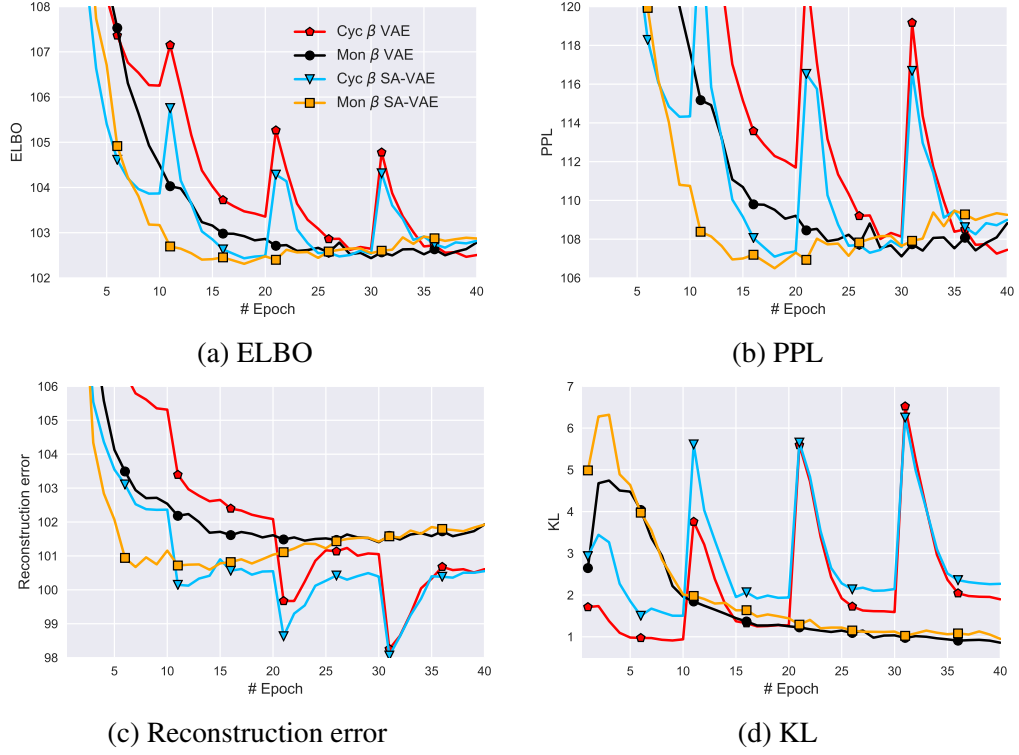 108
107
106
105
104
103
102
ELBO
5 10 15 20 25 30 35 40
# Epoch
Cyc β VAE
Mon β VAE
Cyc β SA-VAE
Mon β SA-VAE
(a) ELBO
120
118
116
114
112
110
108
106
PPL
5 10 15 20 25 30 35 40
# Epoch
(b) PPL
106
105
104
103
102
101
100
99
98
Reconstruction error
5 10 15 20 25 30 35 40
# Epoch
(c) Reconstruction error
7
6
5
4
3
2
1
KL
5 10 15 20 25 30 35 40
# Epoch
(d) KL